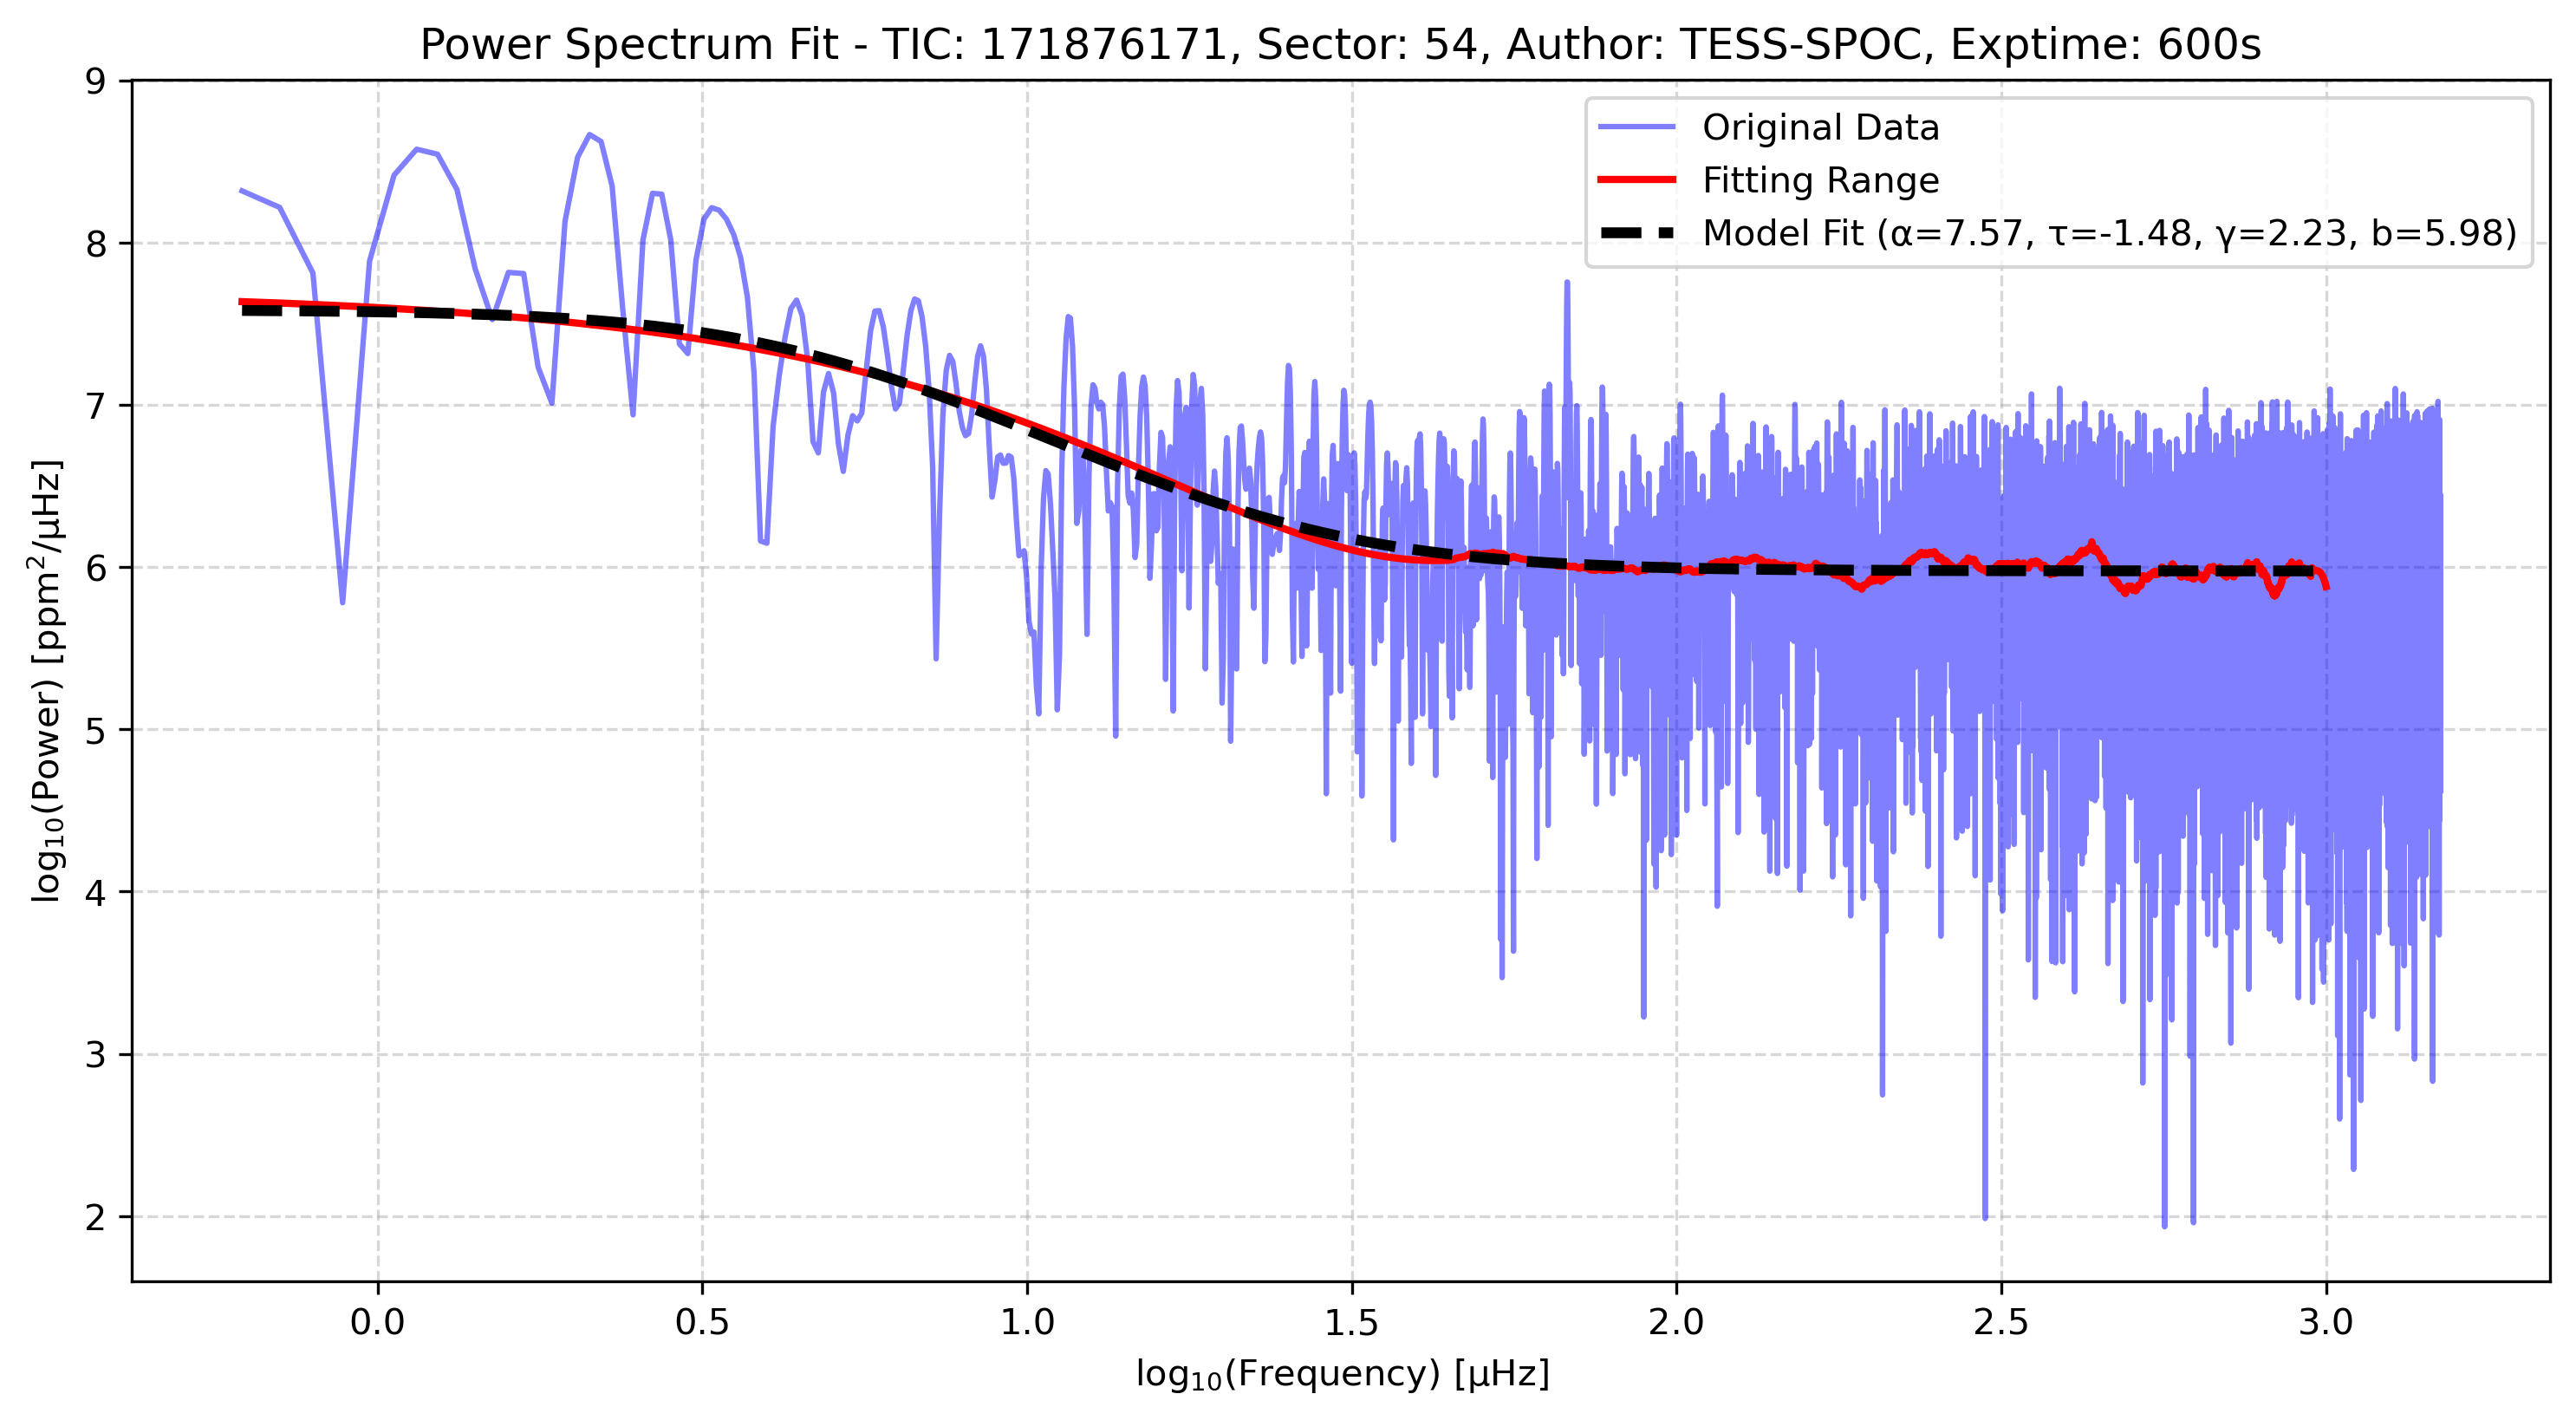 Power Spectrum Fit - TIC: 171876171, Sector: 54, Author: TESS-SPOC, Exptime: 600s
Original Data
Fitting Range
Model Fit (α=7.57, τ=-1.48, γ=2.23, b=5.98)
log₁₀(Power) [ppm²/μHz]
9
8
7
6
5
4
3
2
0.0 0.5 1.0 1.5 2.0 2.5 3.0
log₁₀(Frequency) [μHz]